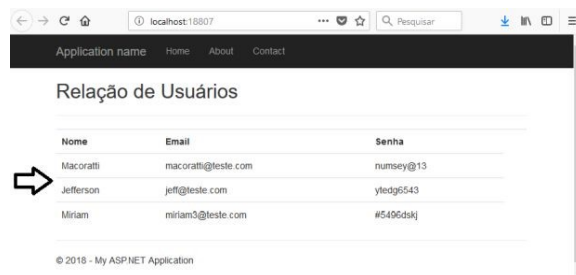 localhost:18807
Pesquisar
Application name Home About Contact
Relação de Usuários
Nome Email Senha
Macoratti macoratti@teste.com numsey@13
Jefferson jeff@teste.com ytedg6543
Miriam miriam3@teste.com #5496dskj
© 2018 - My ASP.NET Application